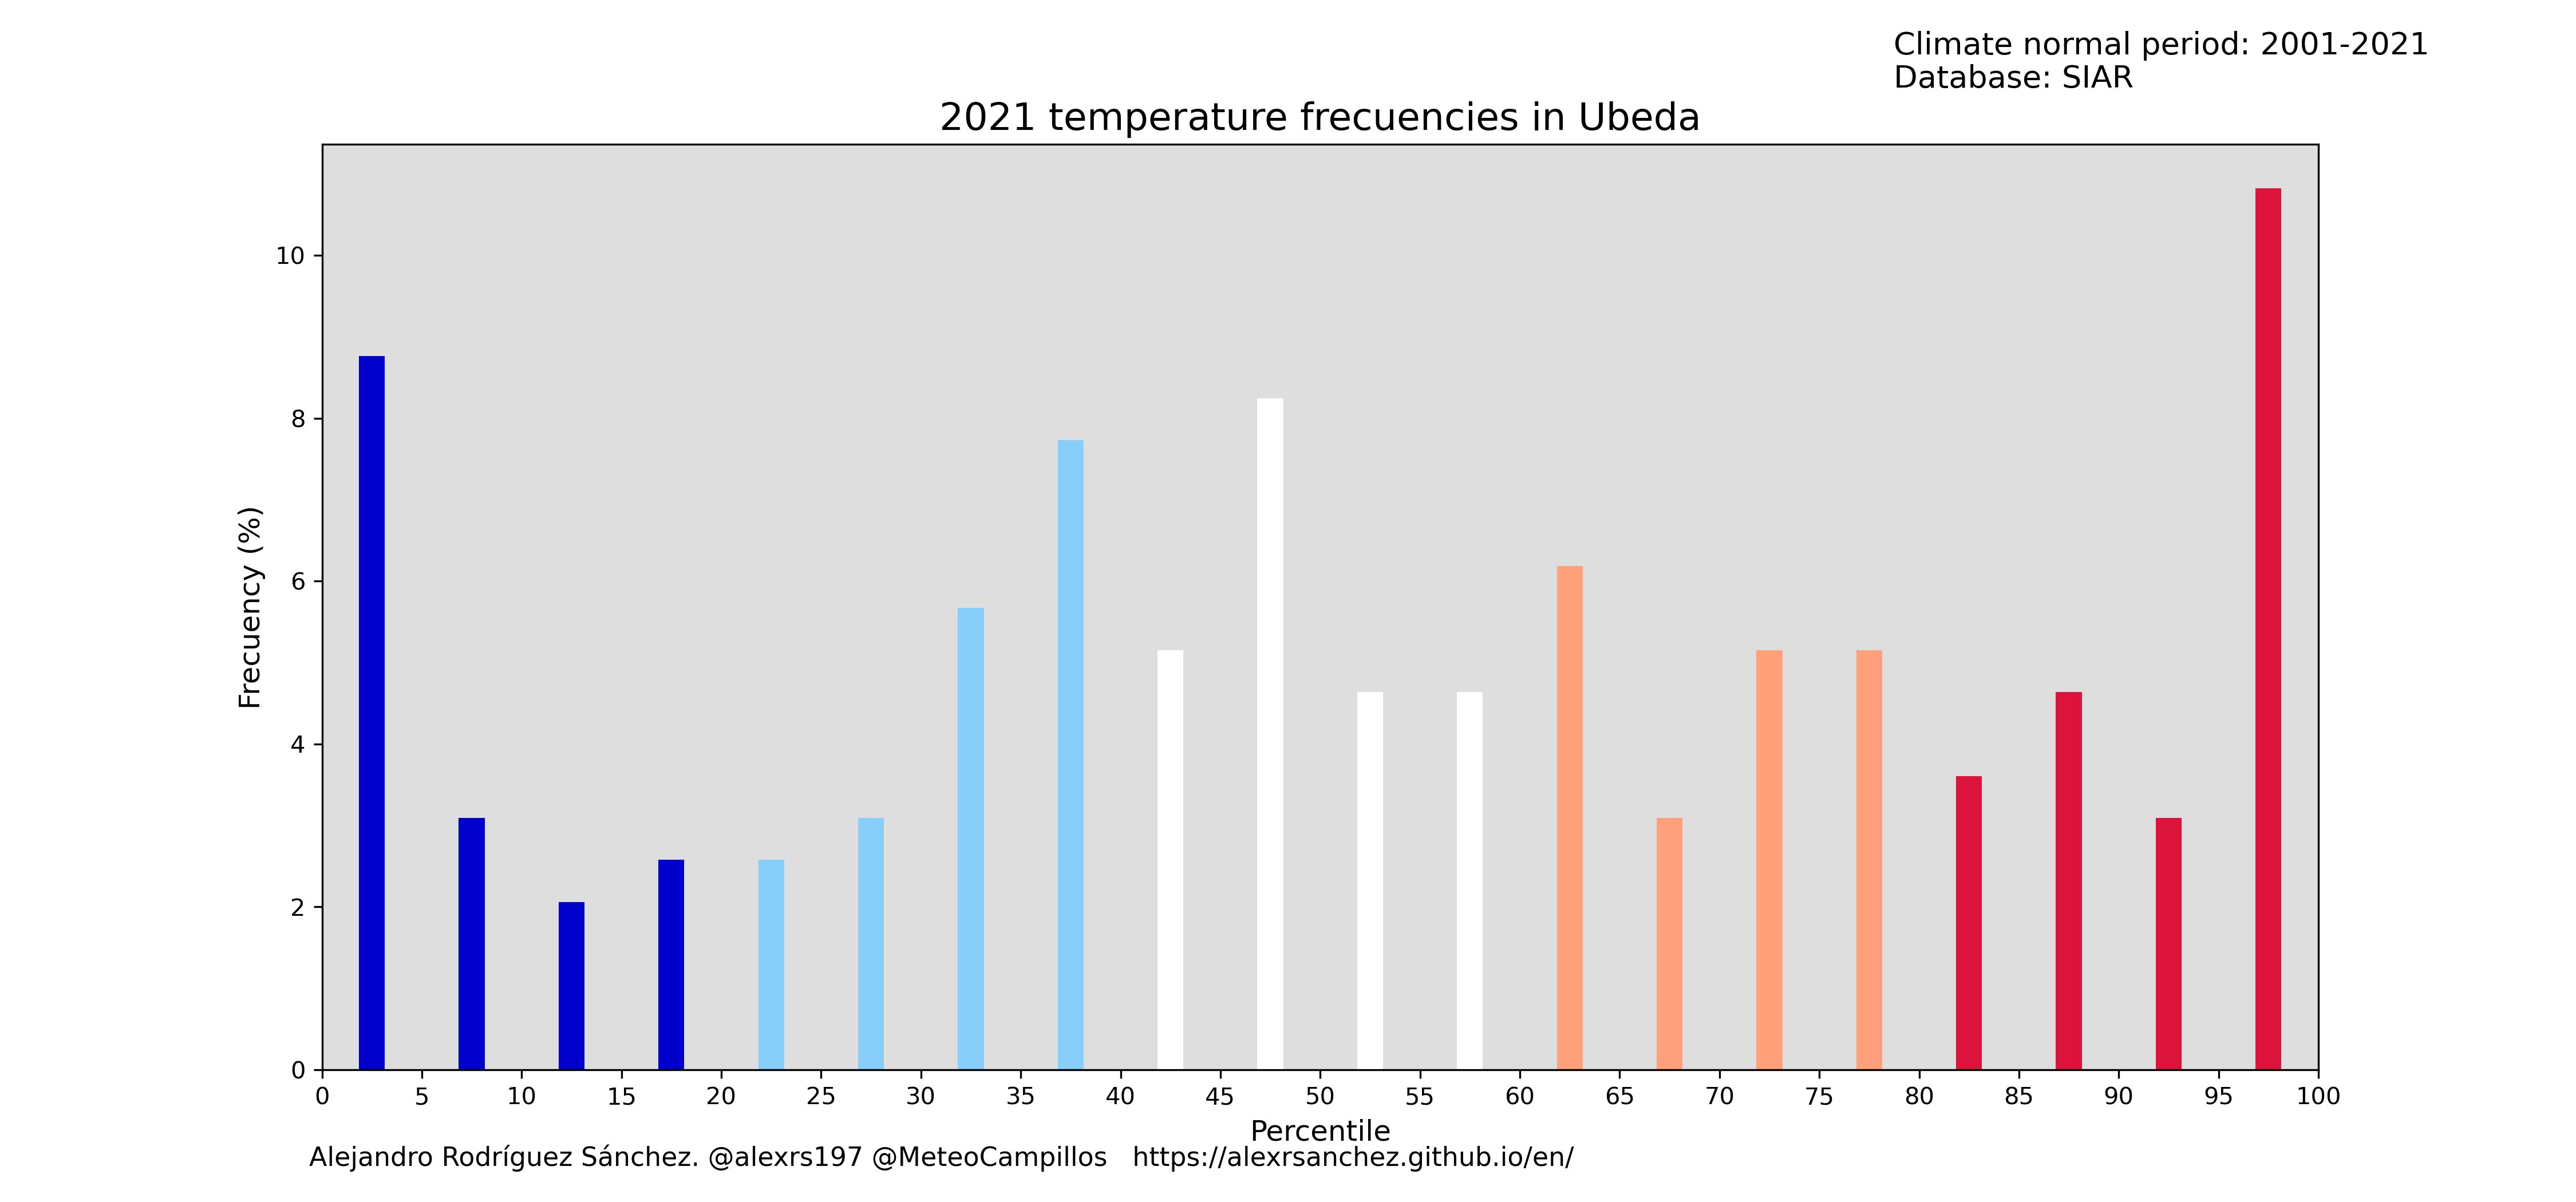 Climate normal period: 2001-2021
Database: SIAR
2021 temperature frecuencies in Ubeda
10
8
6
4
2
0
Frecuency (%)
0 5 10 15 20 25 30 35 40 45 50 55 60 65 70 75 80 85 90 95 100
Percentile
Alejandro Rodríguez Sánchez. @alexrs197 @MeteoCampillos https://alexrsanchez.github.io/en/